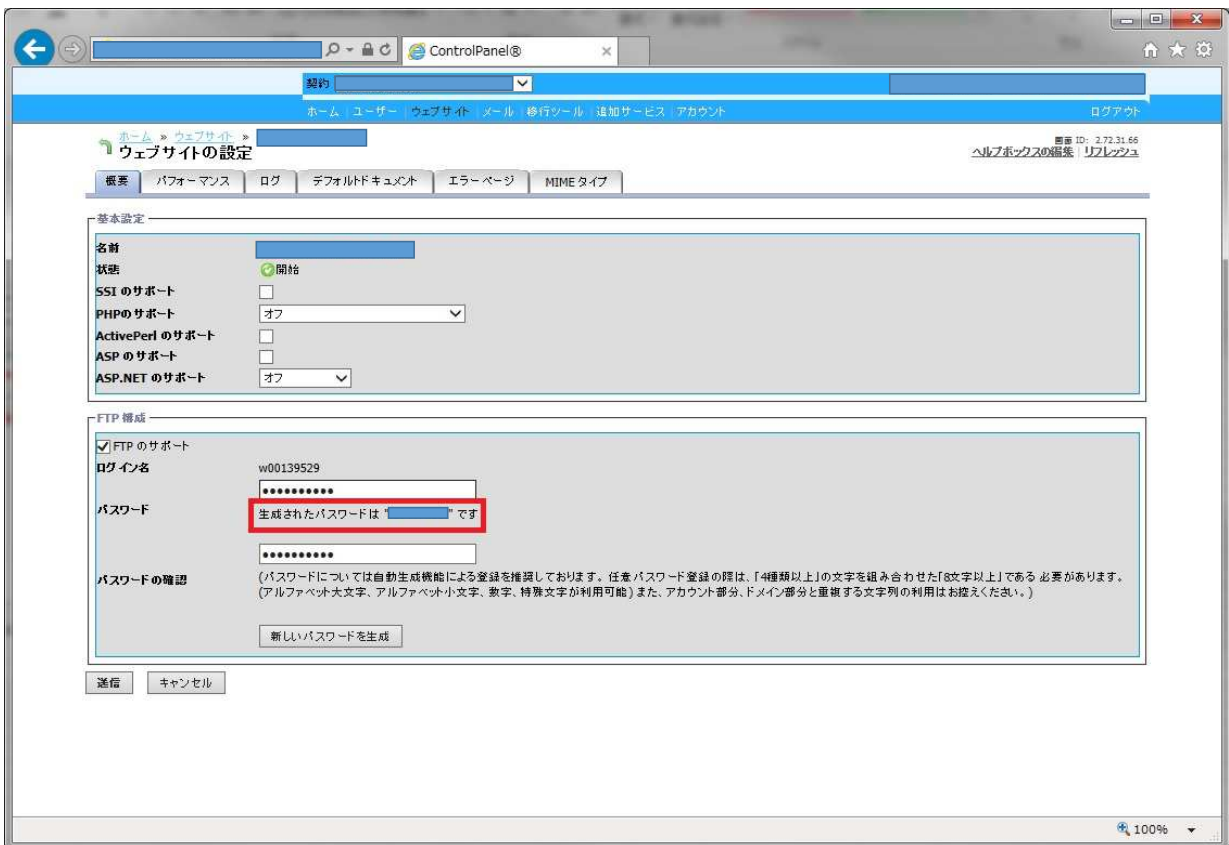 ControlPanel®
契約
ホーム | ユーザー | ウェブサイト | メール | 移行ツール | 追加サービス | アカウント
ログアウト
ホーム » ウェブサイト »
ウェブサイトの設定
画面 ID: 2.72.31.66
ヘルプボックスの編集 | リフレッシュ
概要 パフォーマンス ログ デフォルトドキュメント エラーページ MIME タイプ
基本設定
名前
状態 開始
SSI のサポート
PHPのサポート オフ
ActivePerl のサポート
ASP のサポート
ASP.NET のサポート オフ
FTP 構成
FTP のサポート
ログイン名 w00139529
••••••••••
パスワード
生成されたパスワードは "" です
••••••••••
パスワードの確認
(パスワードについては自動生成機能による登録を推奨しております。任意パスワード登録の際は、「4種類以上」の文字を組み合わせた「8文字以上」である 必要があります。
(アルファベット大文字、アルファベット小文字、数字、特殊文字が利用可能) また、アカウント部分、ドメイン部分と重複する文字列の利用はお控えください。)
新しいパスワードを生成
送信 キャンセル
100%